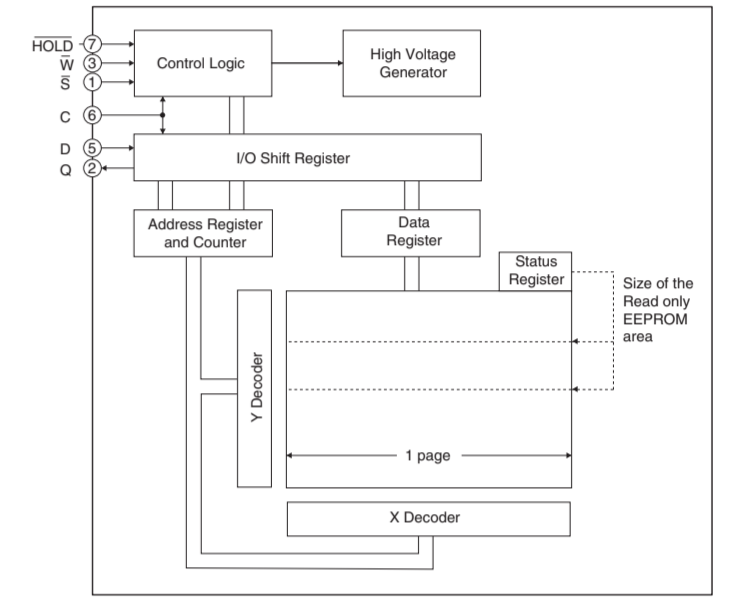 HOLD 7
W̅ 3
S̅ 1
C 6
D 5
Q 2
Control Logic
High Voltage
Generator
I/O Shift Register
Address Register
and Counter
Data
Register
Status
Register
Size of the
Read only
EEPROM
area
Y Decoder
1 page
X Decoder